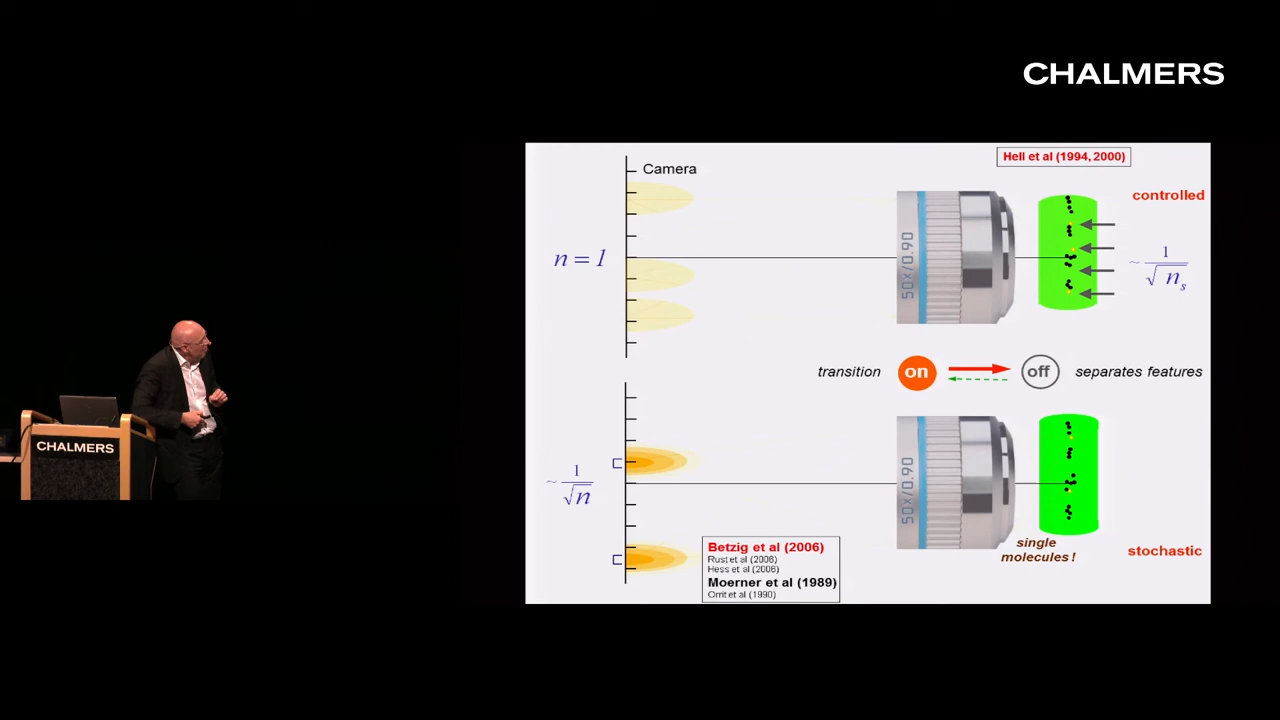 CHALMERS
Hell et al (1994, 2000)
Camera
controlled
n = 1
50x/0.90
~ 1/√n_s
transition
on
off
separates features
~ 1/√n
50x/0.90
Betzig et al (2006)
Rust et al (2006)
Hess et al (2006)
Moerner et al (1989)
Orrit et al (1990)
single
molecules !
stochastic
CHALMERS